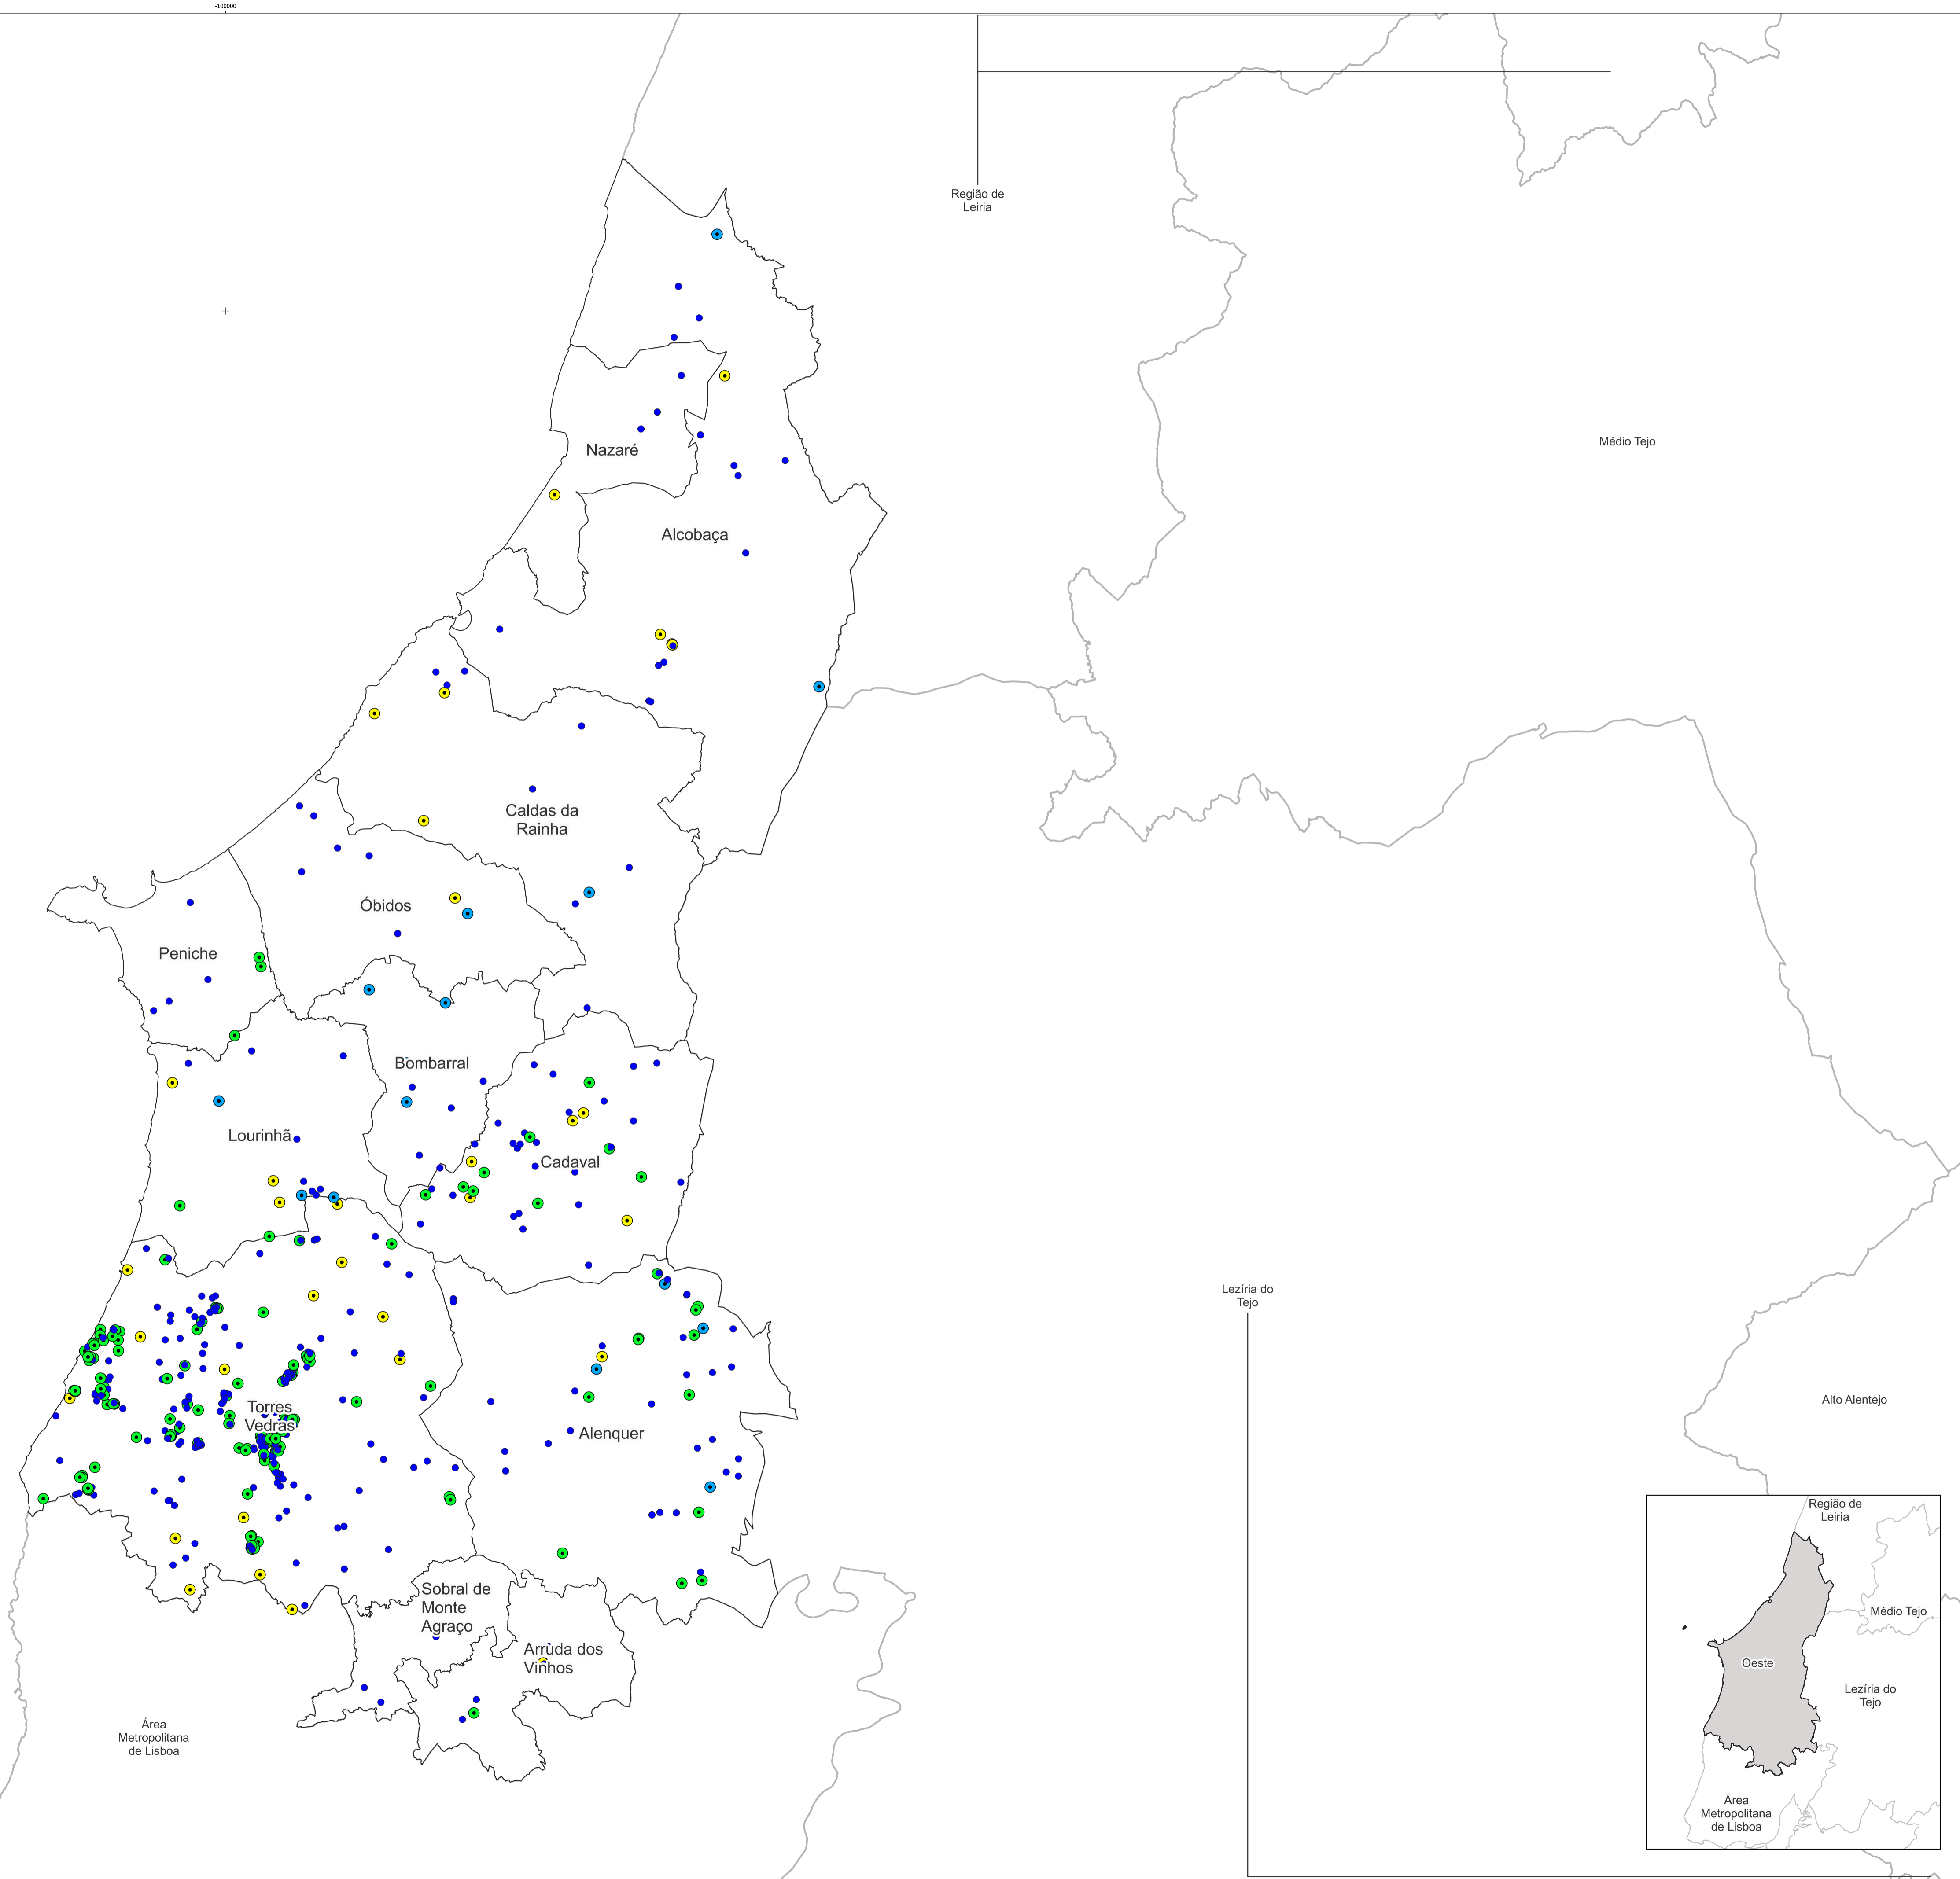 -100000
Região de
Leiria
Médio Tejo
Nazaré
Alcobaça
Caldas da
Rainha
Óbidos
Peniche
Bombarral
Lourinhã
Cadaval
Lezíria do
Tejo
Alto Alentejo
Torres
Vedras
Alenquer
Sobral de
Monte
Agraço
Arruda dos
Vinhos
Área
Metropolitana
de Lisboa
Região de
Leiria
Médio Tejo
Oeste
Lezíria do
Tejo
Área
Metropolitana
de Lisboa